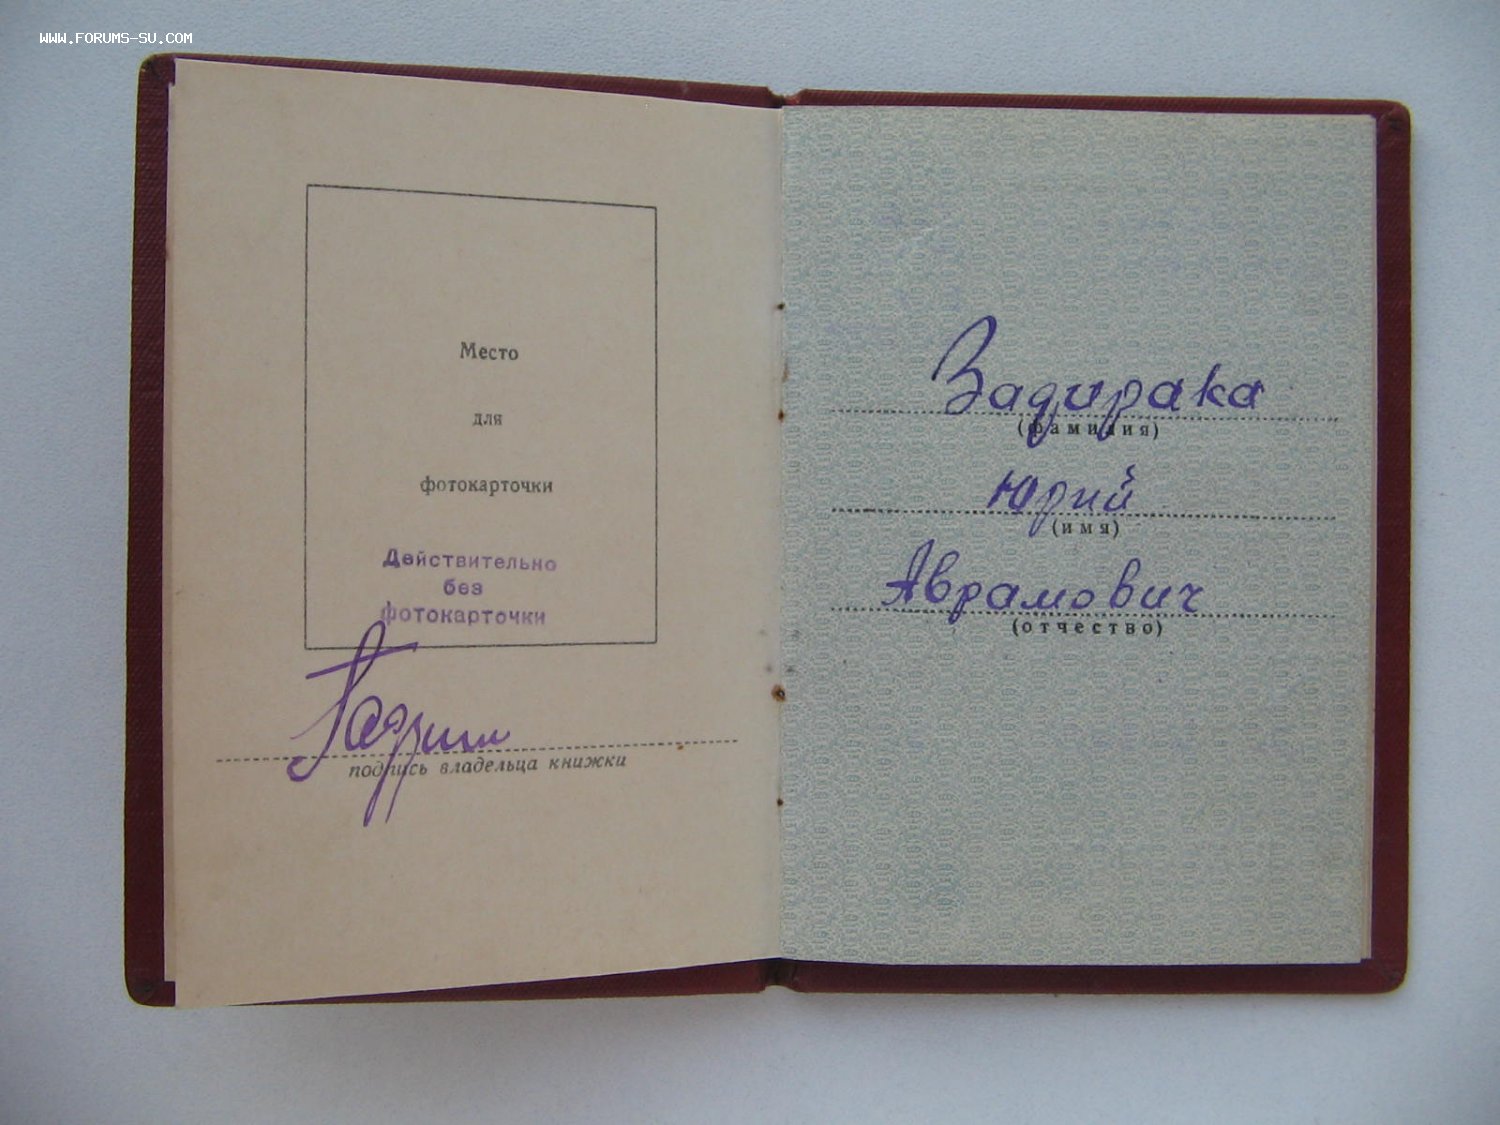 WWW.FORUMS-SU.COM
Место
для
фотокарточки
Действительно
без
фотокарточки
подпись владельца книжки
Задирака
(фамилия)
Юрий
(имя)
Аврамович
(отчество)